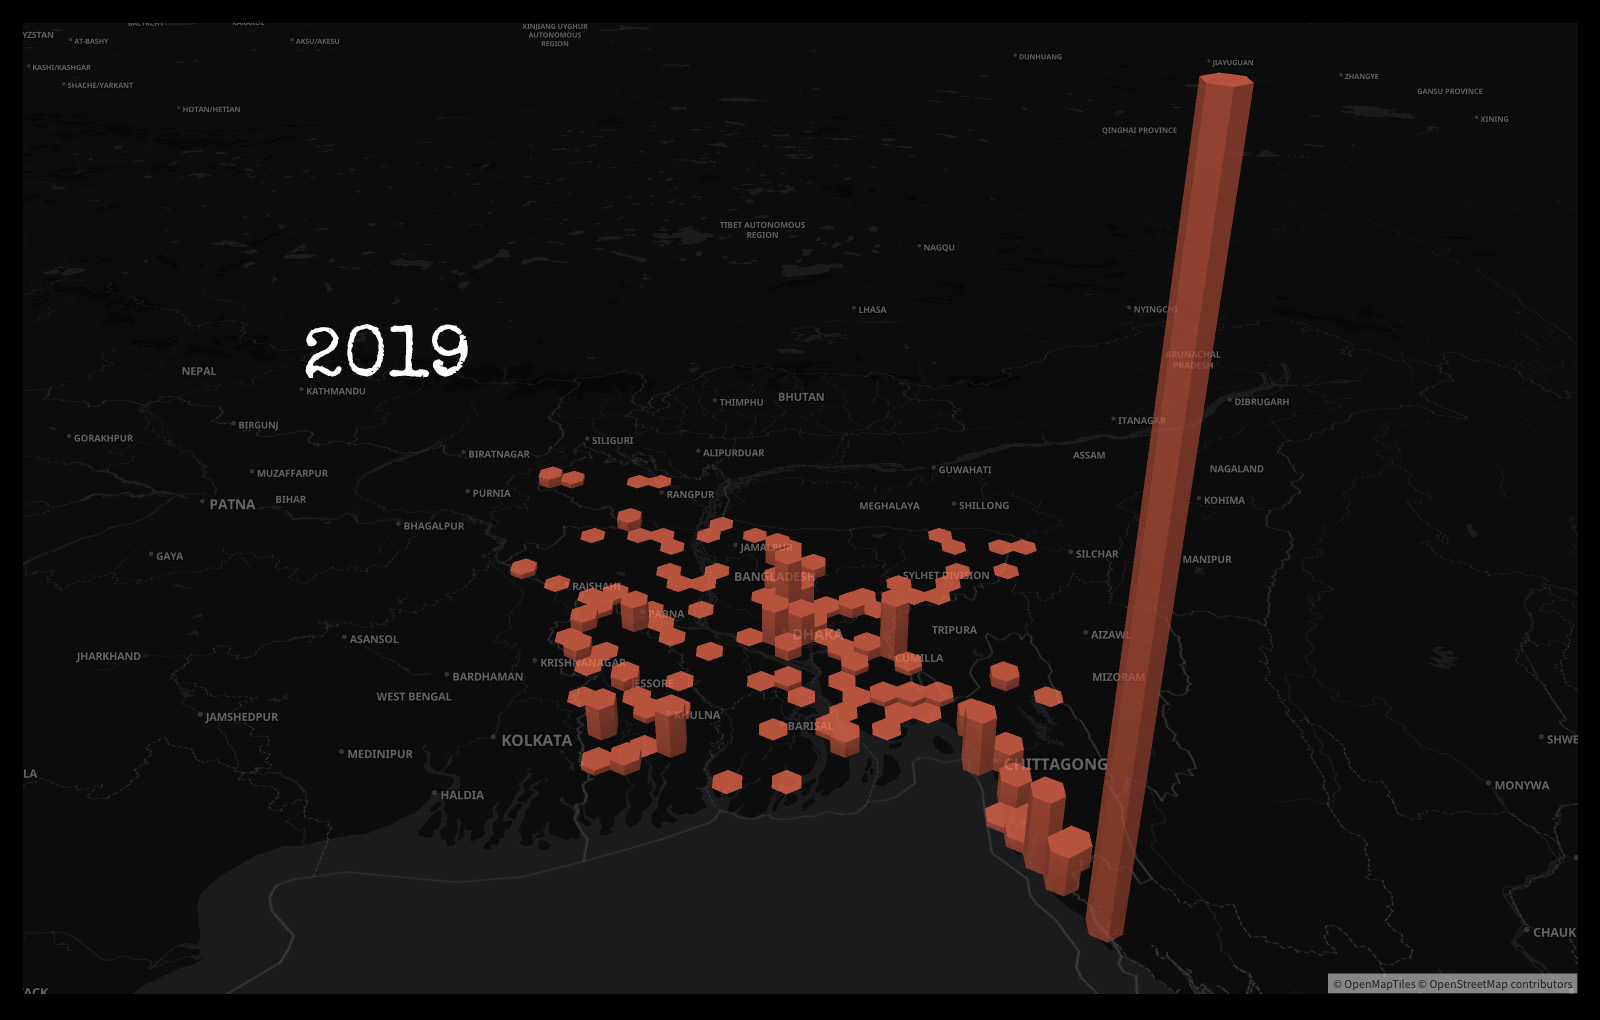 BALYKCHY
KARAKOL
XINJIANG UYGHUR
AUTONOMOUS
REGION
YZSTAN
AT-BASHY
AKSU/AKESU
DUNHUANG
JIAYUGUAN
KASHI/KASHGAR
ZHANGYE
SHACHE/YARKANT
GANSU PROVINCE
HOTAN/HETIAN
XINING
QINGHAI PROVINCE
TIBET AUTONOMOUS
REGION
NAGQU
LHASA
NYINGCHI
2019
ARUNACHAL
PRADESH
NEPAL
KATHMANDU
THIMPHU
BHUTAN
DIBRUGARH
BIRGUNJ
ITANAGAR
GORAKHPUR
SILIGURI
BIRATNAGAR
ALIPURDUAR
ASSAM
MUZAFFARPUR
GUWAHATI
NAGALAND
PURNIA
RANGPUR
PATNA
BIHAR
KOHIMA
MEGHALAYA
SHILLONG
BHAGALPUR
JAMALPUR
GAYA
SILCHAR
MANIPUR
BANGLADESH
SYLHET DIVISION
RAJSHAHI
PABNA
DHAKA
TRIPURA
AIZAWL
ASANSOL
JHARKHAND
KRISHNANAGAR
CUMILLA
BARDHAMAN
MIZORAM
JESSORE
WEST BENGAL
JAMSHEDPUR
KHULNA
BARISAL
KOLKATA
SHWE
MEDINIPUR
CHITTAGONG
LA
MONYWA
HALDIA
CHAUK
TACK
© OpenMapTiles © OpenStreetMap contributors